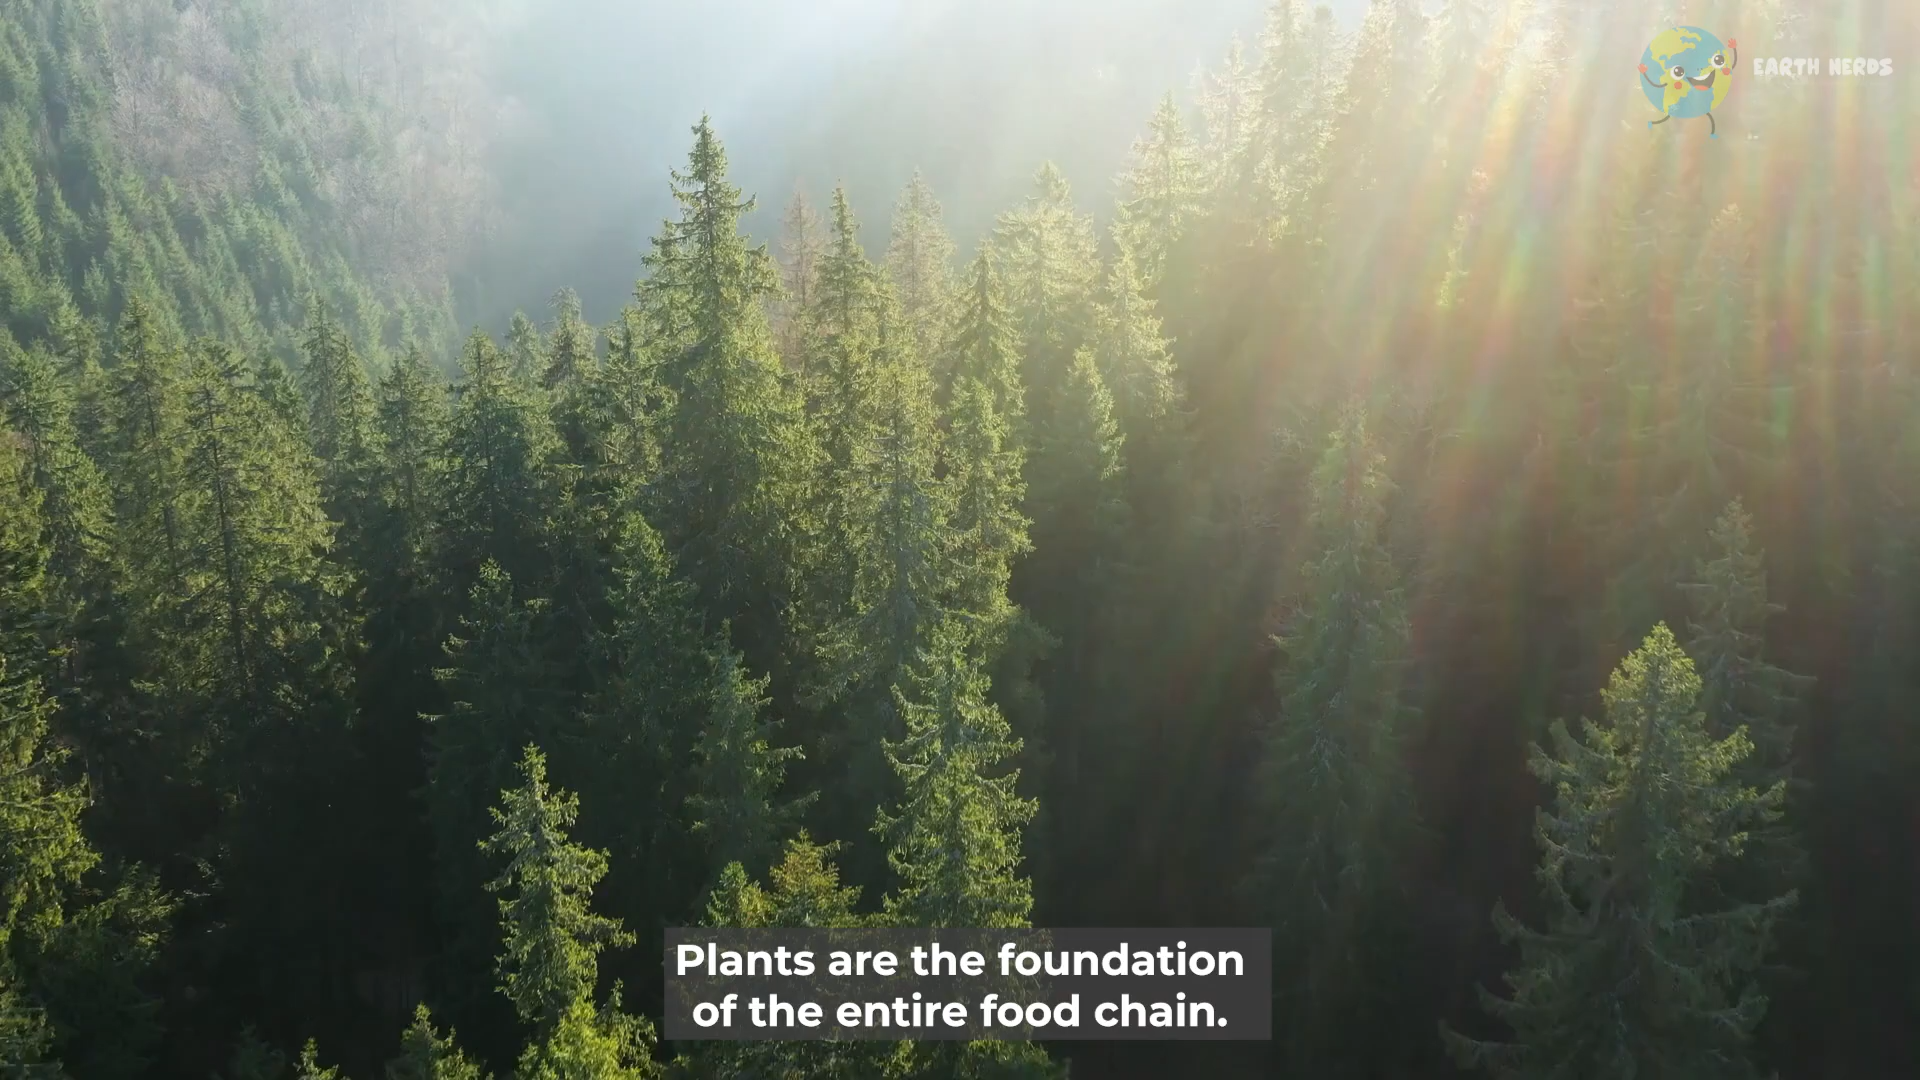 EARTH NERDS
Plants are the foundation
of the entire food chain.